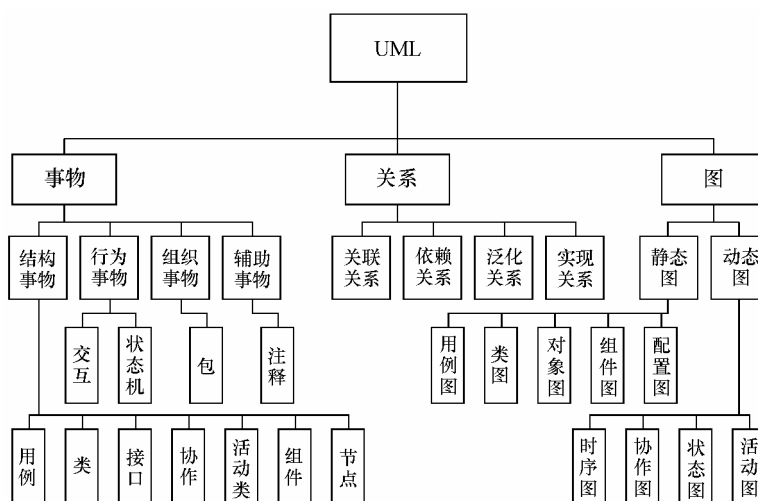 UML
事物
关系
图
结构
事物
行为
事物
组织
事物
辅助
事物
关联
关系
依赖
关系
泛化
关系
实现
关系
静态
图
动态
图
交互
状态机
包
注释
用例图
类图
对象图
组件图
配置图
用例
类
接口
协作
活动类
组件
节点
时序图
协作图
状态图
活动图